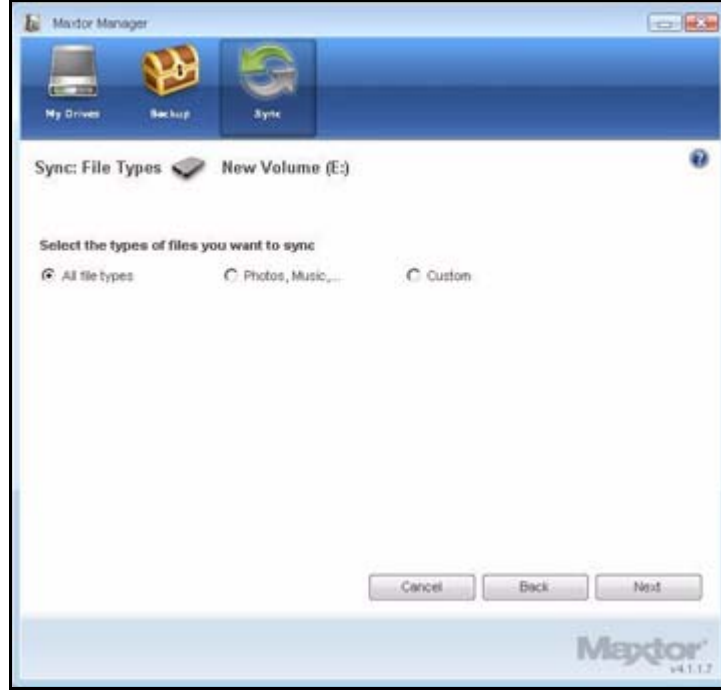 Maxtor Manager
My Drives Backup Sync
Sync: File Types New Volume (E:)
?
Select the types of files you want to sync
All file types Photos, Music,... Custom
Cancel Back Next
Maxtor
v4.1.1.7